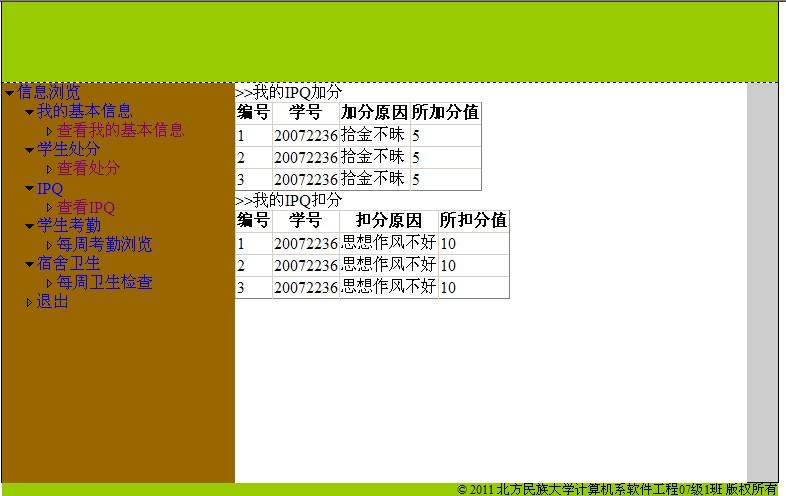 信息浏览
我的基本信息
查看我的基本信息
学生处分
查看处分
IPQ
查看IPQ
学生考勤
每周考勤浏览
宿舍卫生
每周卫生检查
退出
>>我的IPQ加分
编号 学号 加分原因 所加分值
1 20072236 拾金不昧 5
2 20072236 拾金不昧 5
3 20072236 拾金不昧 5
>>我的IPQ扣分
编号 学号 扣分原因 所扣分值
1 20072236 思想作风不好 10
2 20072236 思想作风不好 10
3 20072236 思想作风不好 10
© 2011 北方民族大学计算机系软件工程07级1班 版权所有